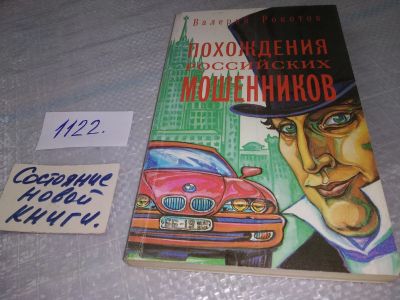 Валерий Рокотов
ПОХОЖДЕНИЯ
РОССИЙСКИХ
МОШЕННИКОВ
1122.
Состояние
новой
книги.